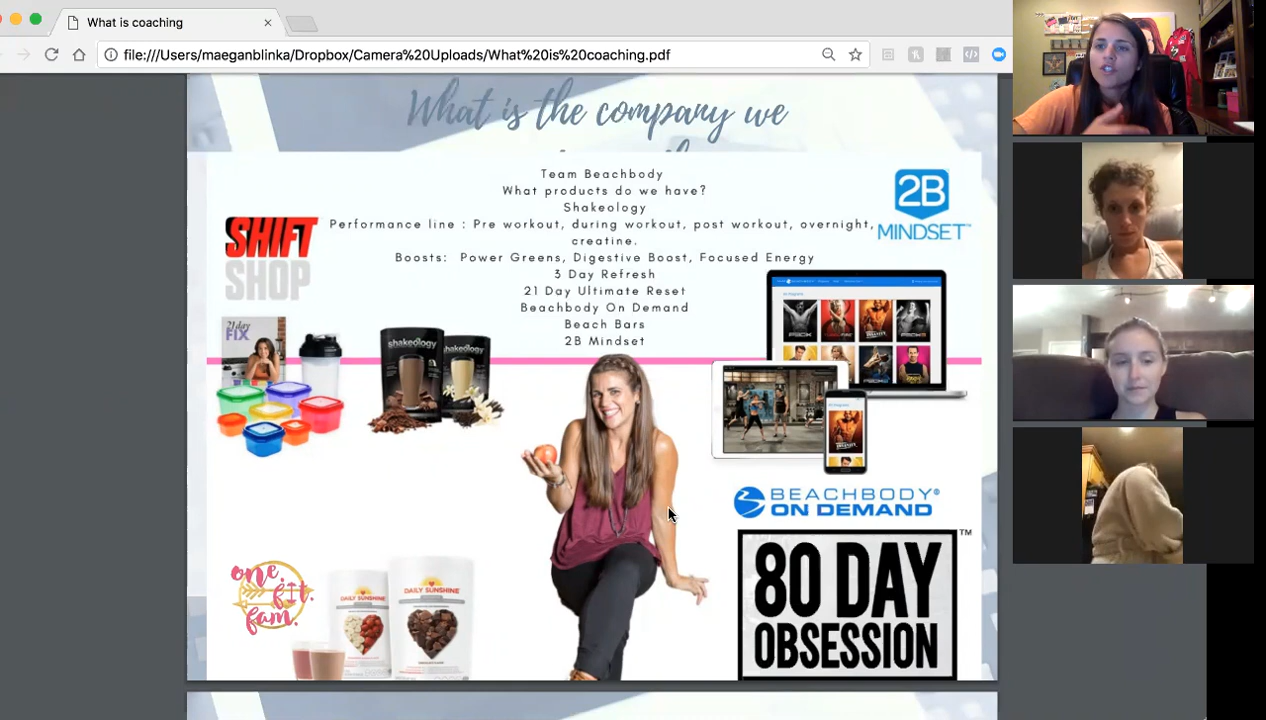 What is coaching
file:///Users/maeganblinka/Dropbox/Camera%20Uploads/What%20is%20coaching.pdf
What is the company we
Team Beachbody
What products do we have?
Shakeology
Performance line : Pre workout, during workout, post workout, overnight,
creatine.
Boosts: Power Greens, Digestive Boost, Focused Energy
3 Day Refresh
21 Day Ultimate Reset
Beachbody On Demand
Beach Bars
2B Mindset
2B
MINDSET™
SHIFT
SHOP
21 day
FIX
shakeology
shakeology
BEACHBODY®
ON DEMAND
80 DAY
OBSESSION
™
one.
fit.
fam.
DAILY SUNSHINE
DAILY SUNSHINE